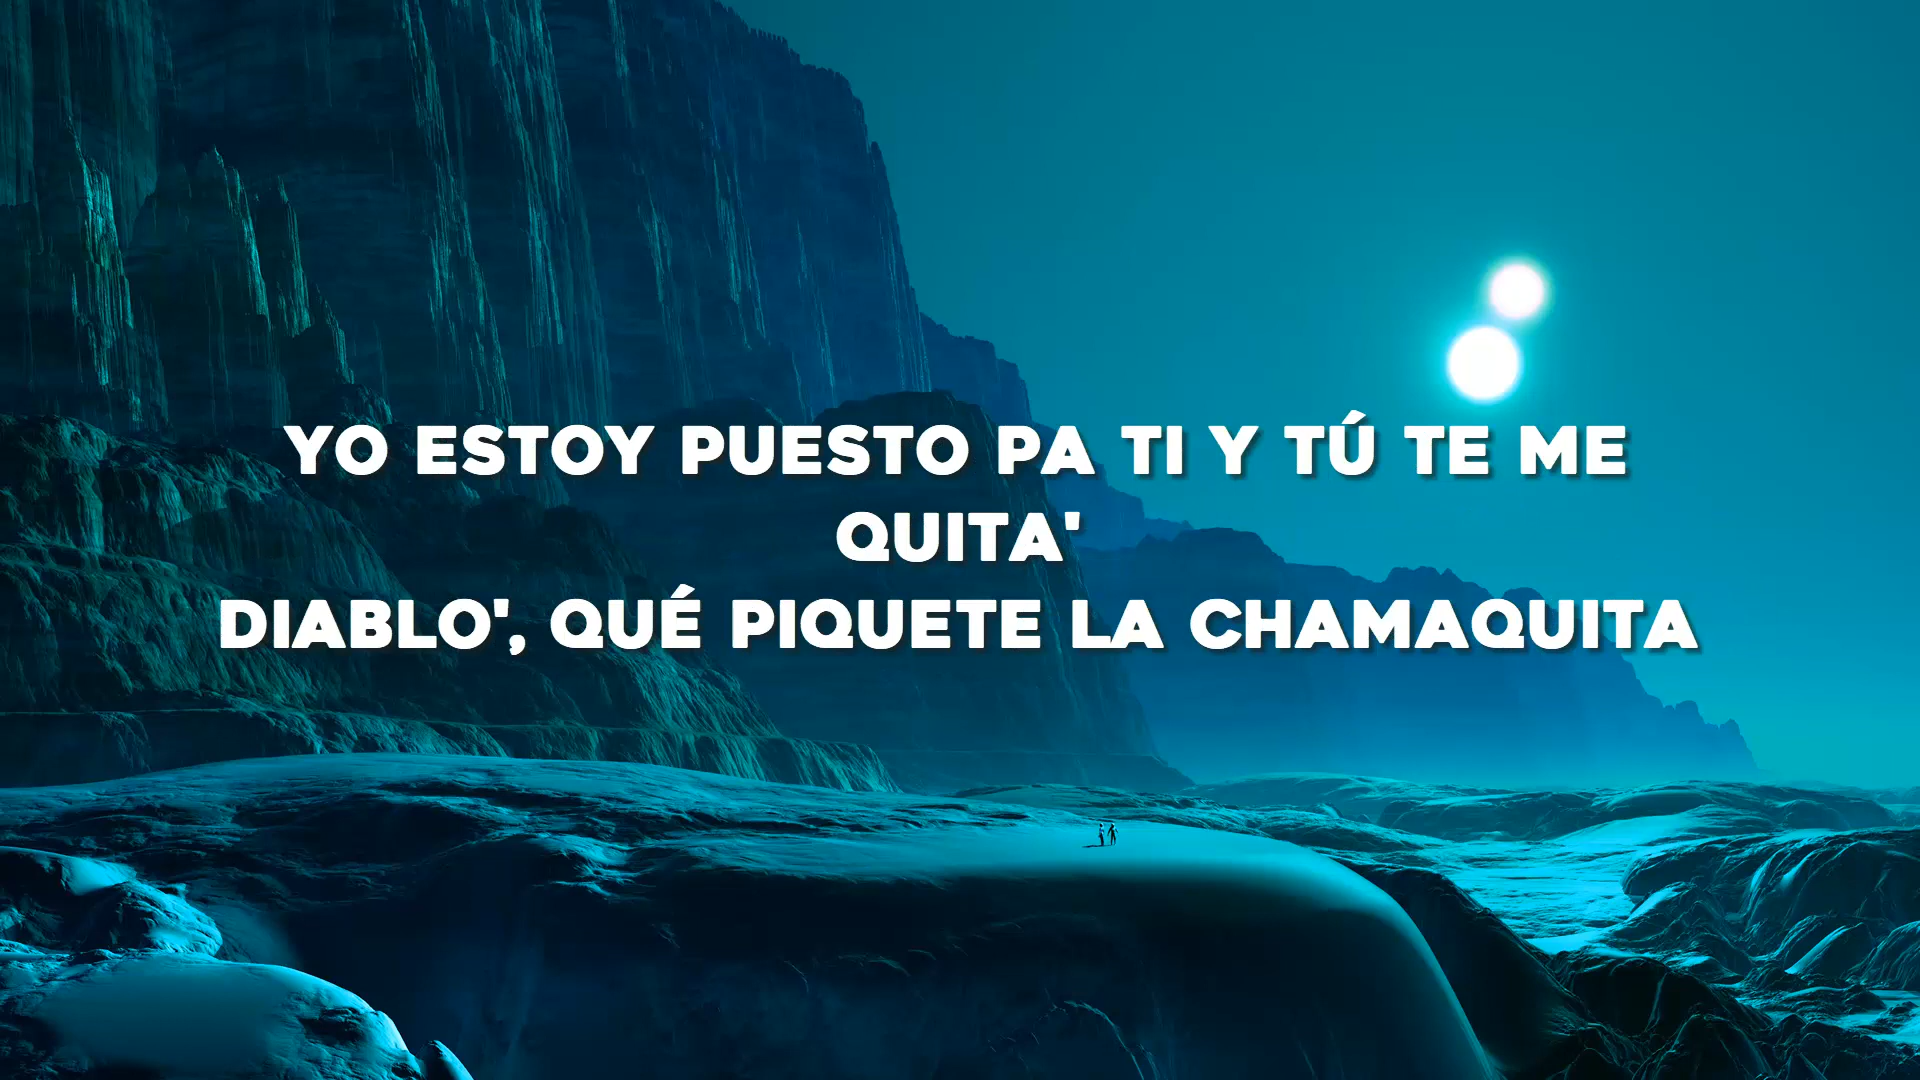 YO ESTOY PUESTO PA TI Y TÚ TE ME
QUITA'
DIABLO', QUÉ PIQUETE LA CHAMAQUITA